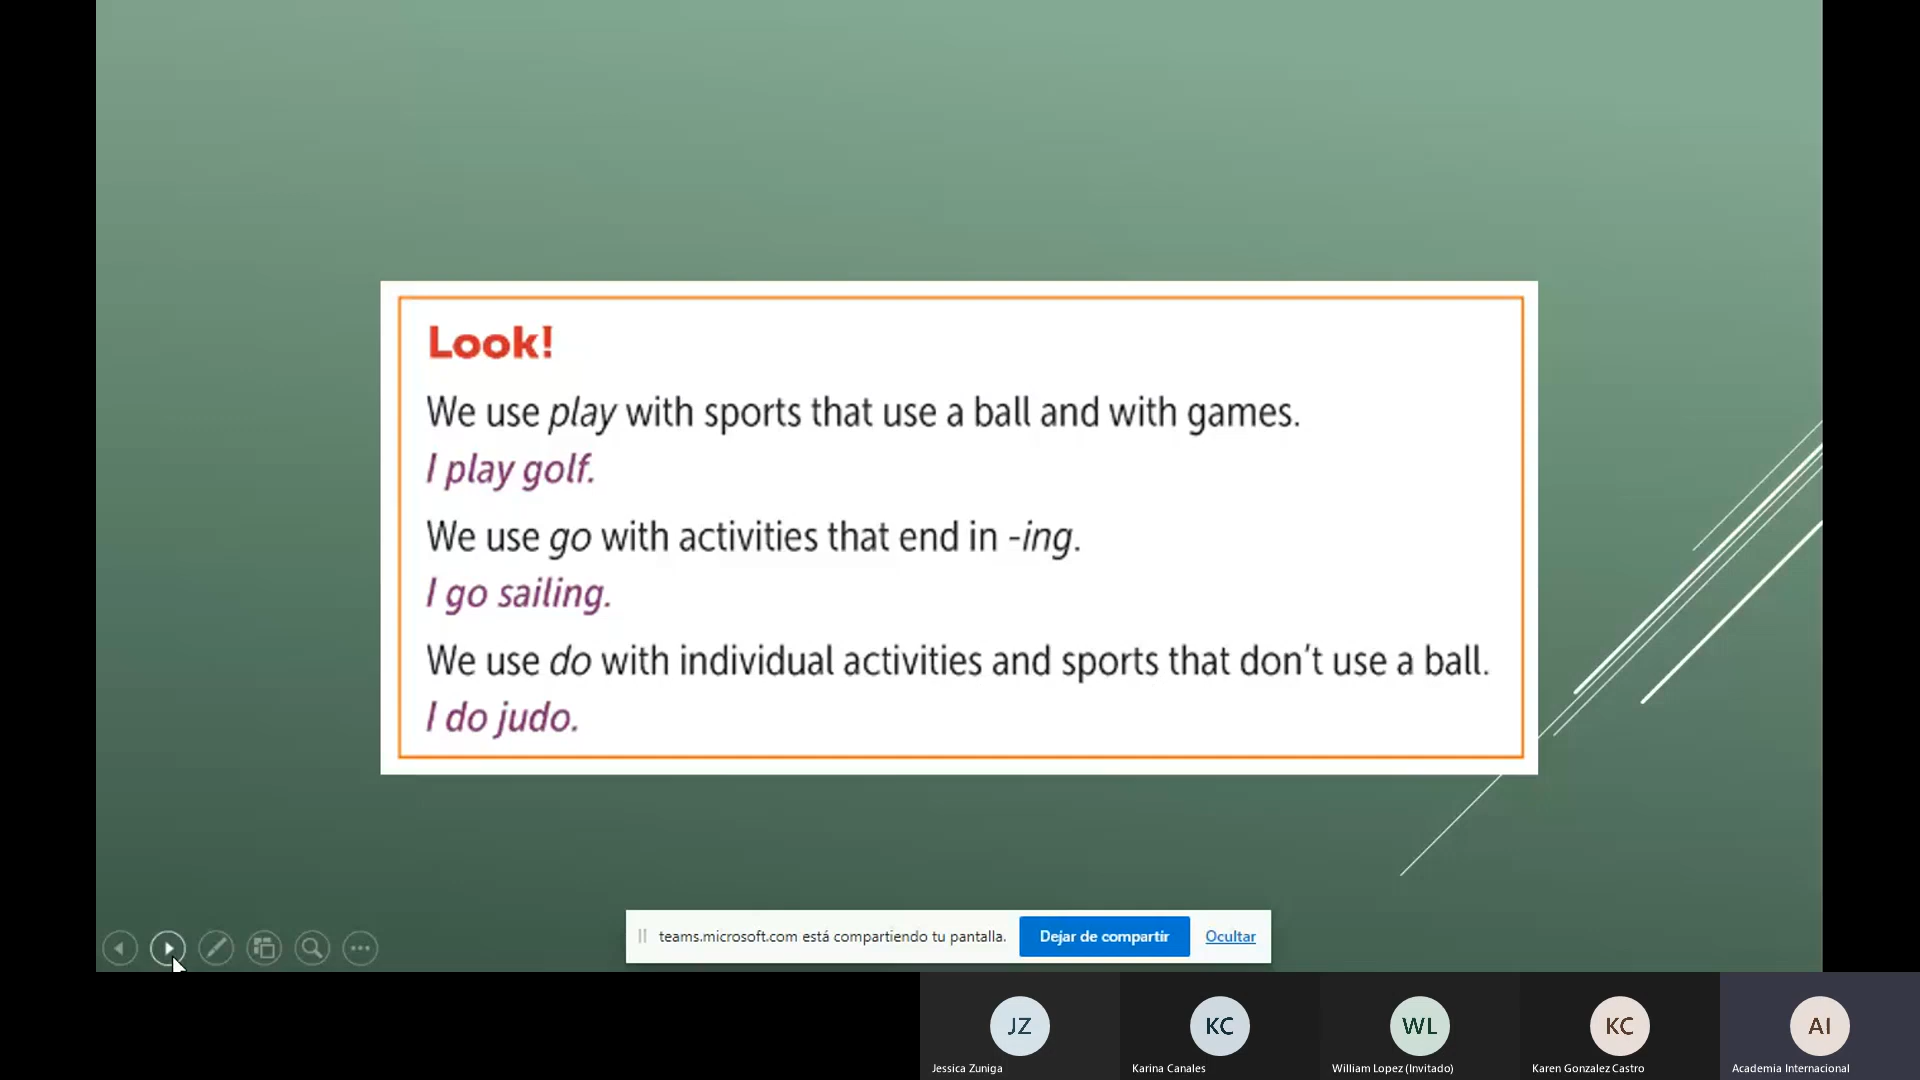 Look!
We use play with sports that use a ball and with games.
I play golf.
We use go with activities that end in -ing.
I go sailing.
We use do with individual activities and sports that don't use a ball.
I do judo.
teams.microsoft.com está compartiendo tu pantalla.
Dejar de compartir
Ocultar
JZ
KC
WL
KC
AI
Jessica Zuniga
Karina Canales
William Lopez (Invitado)
Karen Gonzalez Castro
Academia Internacional